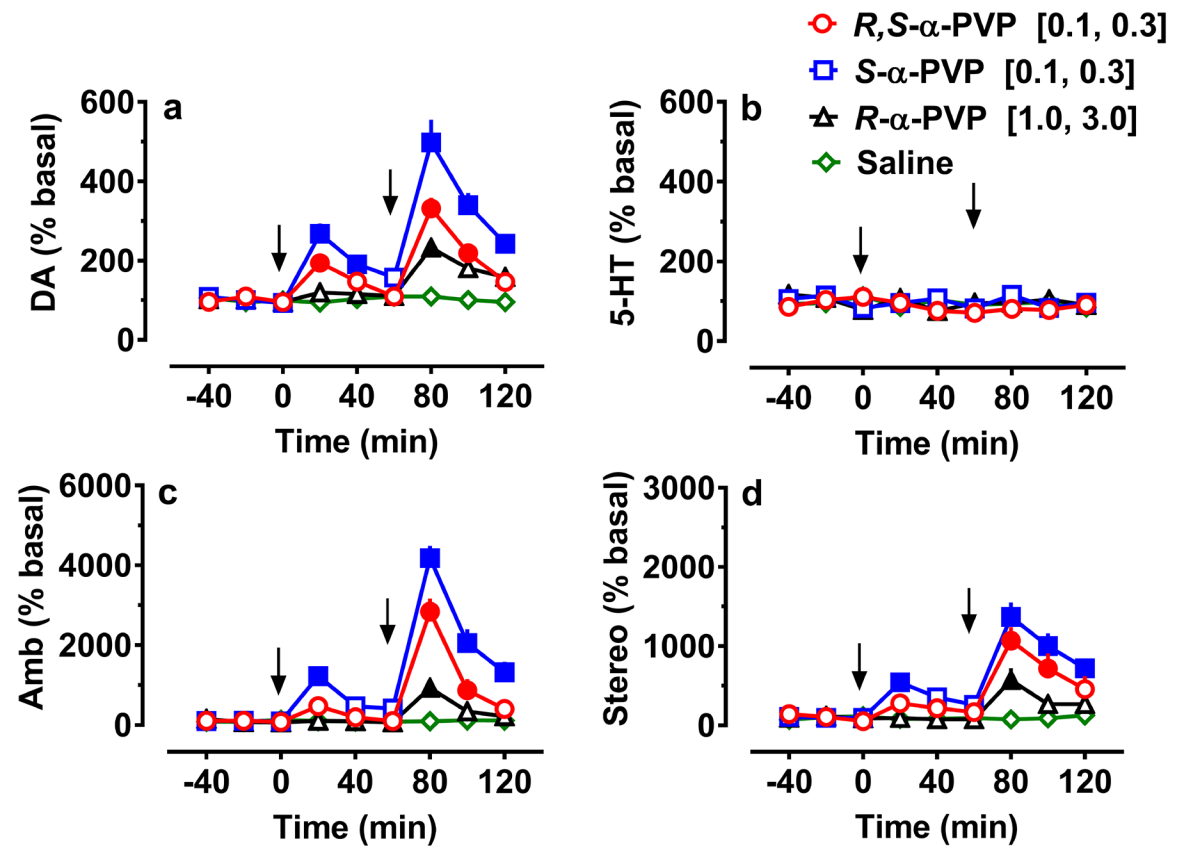 R,S-α-PVP [0.1, 0.3]
S-α-PVP [0.1, 0.3]
R-α-PVP [1.0, 3.0]
Saline
a
DA (% basal)
600
400
200
0
-40 0 40 80 120
Time (min)
b
5-HT (% basal)
600
400
200
0
-40 0 40 80 120
Time (min)
c
Amb (% basal)
6000
4000
2000
0
-40 0 40 80 120
Time (min)
d
Stereo (% basal)
3000
2000
1000
0
-40 0 40 80 120
Time (min)